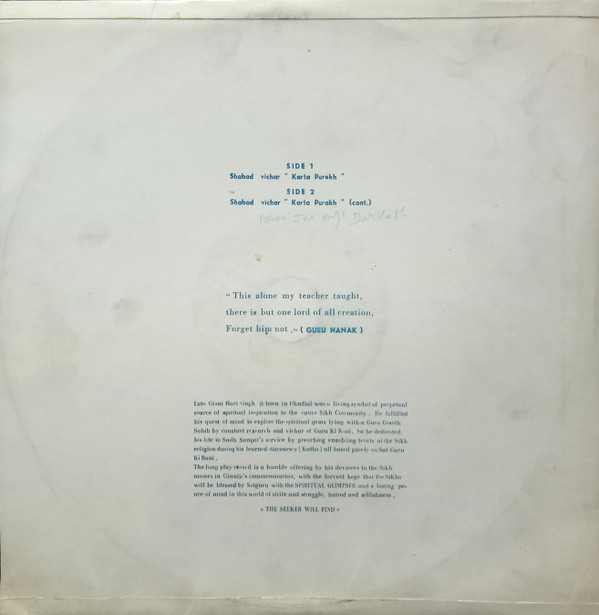 SIDE 1
Shabad vichar " Karta Purekh "
SIDE 2
Shabad vichar " Karta Purakh " (cont.)
" This alone my teacher taught,
there is but one lord of all creation,
Forget him not ." ( GURU NANAK )
Late Giani Hari Singh ji born in was a living symbol of perpetual
source of spiritual inspiration to the entire Sikh Community . He fulfilled
his quest of mind to explore the spiritual gems lying within Guru Granth
Sahib by constant research and vichar of Guru Ki Bani. So he dedicated
his life to Sadh Sangat's service by preaching tenets of the Sikh
religion during his learned discourses ( Katha ) all based purely on Sat Guru
Ki Bani .
The long play record is a humble offering by his devotees to the Sikh
masses in Gianiji's commemoration, with the fervent hope that the Sikhs
will be blessed by Satguru with the SPIRITUAL GLIMPSES and a lasting pe-
ace of mind in this world of strife and struggle, hatred and selfishness .
" THE SEEKER WILL FIND "